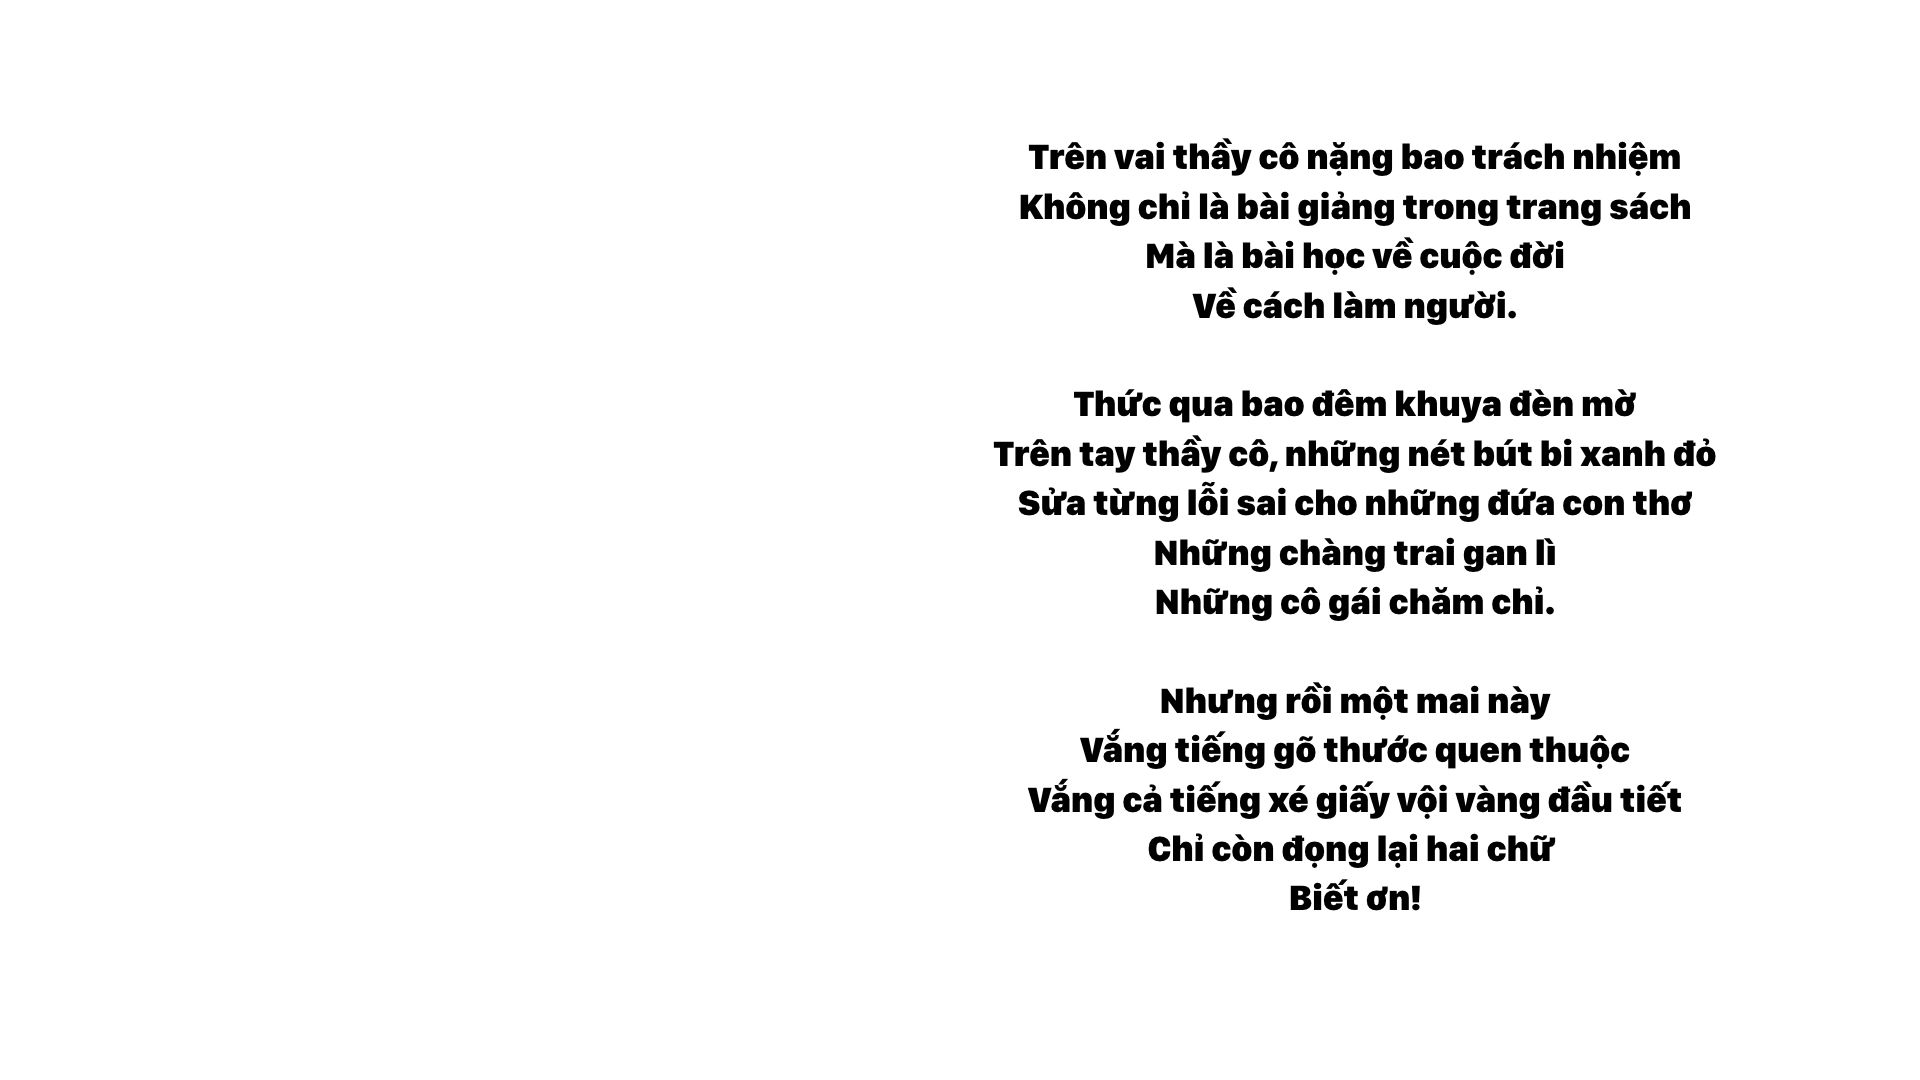 Trên vai thầy cô nặng bao trách nhiệm
Không chỉ là bài giảng trong trang sách
Mà là bài học về cuộc đời
Về cách làm người.
Thức qua bao đêm khuya đèn mờ
Trên tay thầy cô, những nét bút bi xanh đỏ
Sửa từng lỗi sai cho những đứa con thơ
Những chàng trai gan lì
Những cô gái chăm chỉ.
Nhưng rồi một mai này
Vắng tiếng gõ thước quen thuộc
Vắng cả tiếng xé giấy vội vàng đầu tiết
Chỉ còn đọng lại hai chữ
Biết ơn!